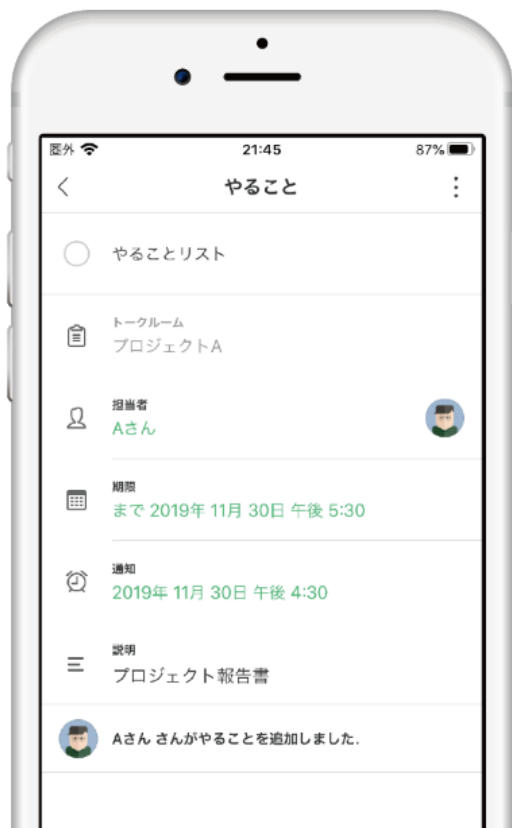 圏外 21:45 87%
やること
やることリスト
トークルーム
プロジェクトA
担当者
Aさん
期限
まで 2019年 11月 30日 午後 5:30
通知
2019年 11月 30日 午後 4:30
説明
プロジェクト報告書
Aさん さんがやることを追加しました.